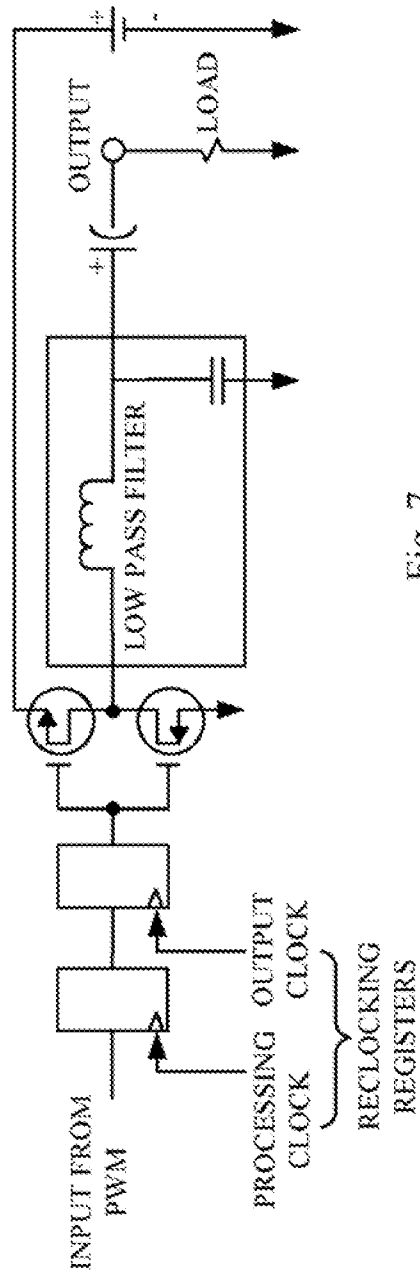 INPUT FROM
PWM
PROCESSING
CLOCK
OUTPUT
CLOCK
RECLOCKING
REGISTERS
LOW PASS FILTER
+
OUTPUT
LOAD
+
-
Fig. 7